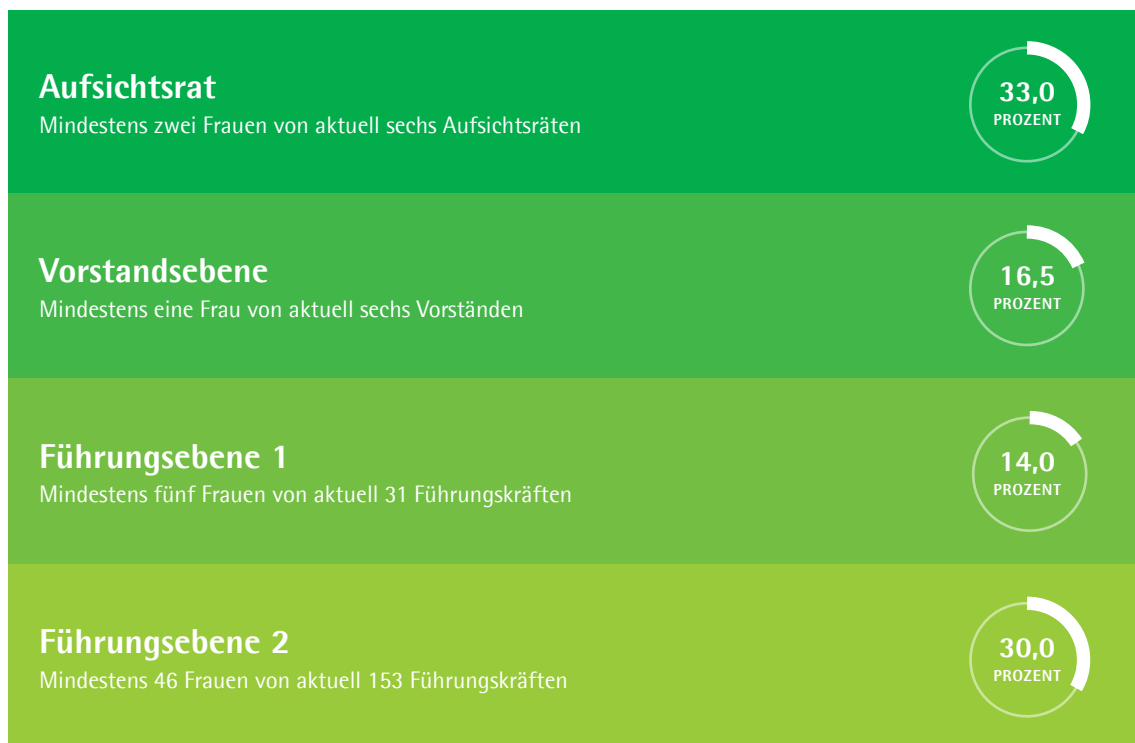 Aufsichtsrat
Mindestens zwei Frauen von aktuell sechs Aufsichtsräten
33,0
PROZENT
Vorstandsebene
Mindestens eine Frau von aktuell sechs Vorständen
16,5
PROZENT
Führungsebene 1
Mindestens fünf Frauen von aktuell 31 Führungskräften
14,0
PROZENT
Führungsebene 2
Mindestens 46 Frauen von aktuell 153 Führungskräften
30,0
PROZENT